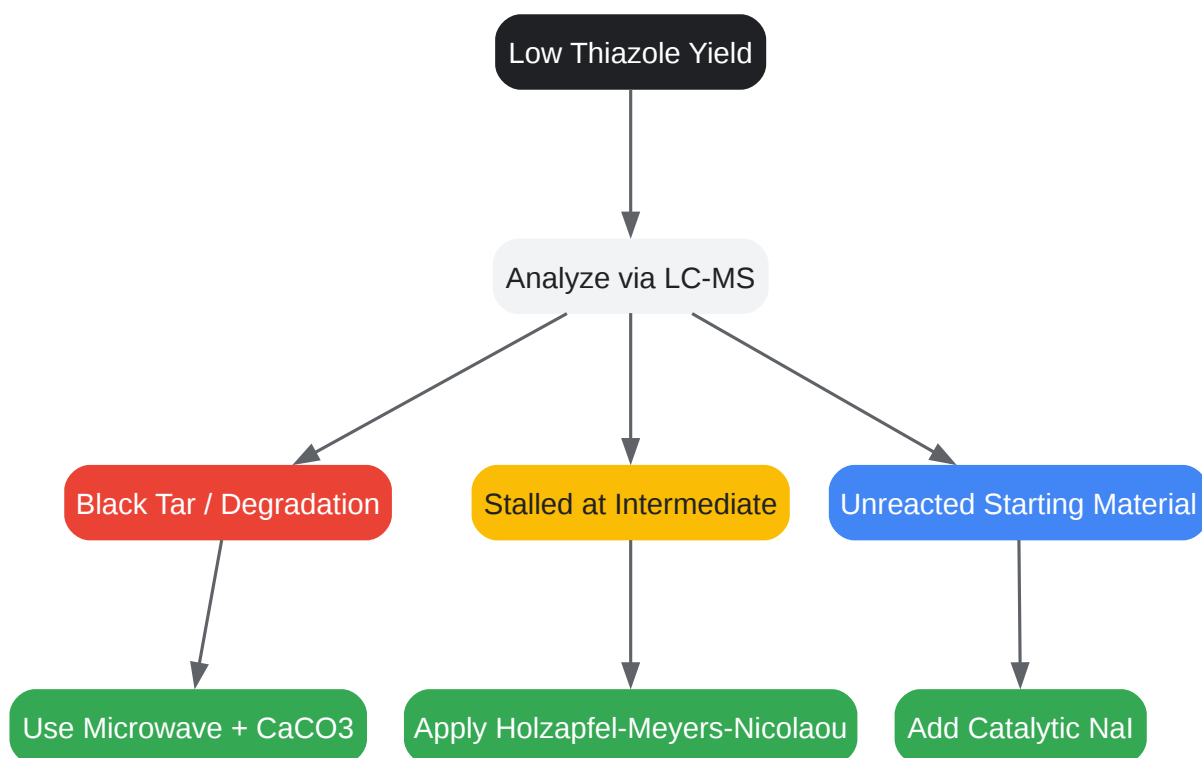 Low Thiazole Yield
Analyze via LC-MS
Black Tar / Degradation
Stalled at Intermediate
Unreacted Starting Material
Use Microwave + CaCO3
Apply Holzapfel-Meyers-Nicolaou
Add Catalytic NaI